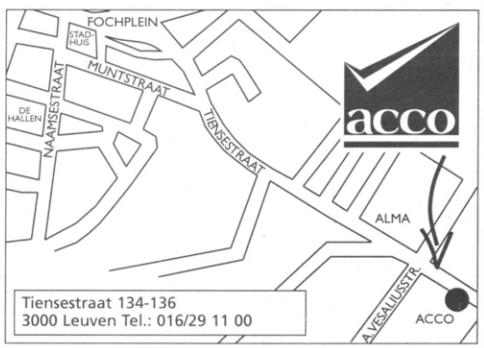 FOCHPLEIN
STAD-
HUIS
MUNTSTRAAT
DE
HALLEN
NAAMSESTRAAT
TIENSESTRAAT
acco
ALMA
A.VESALIUSSTR.
ACCO
Tiensestraat 134-136
3000 Leuven Tel.: 016/29 11 00